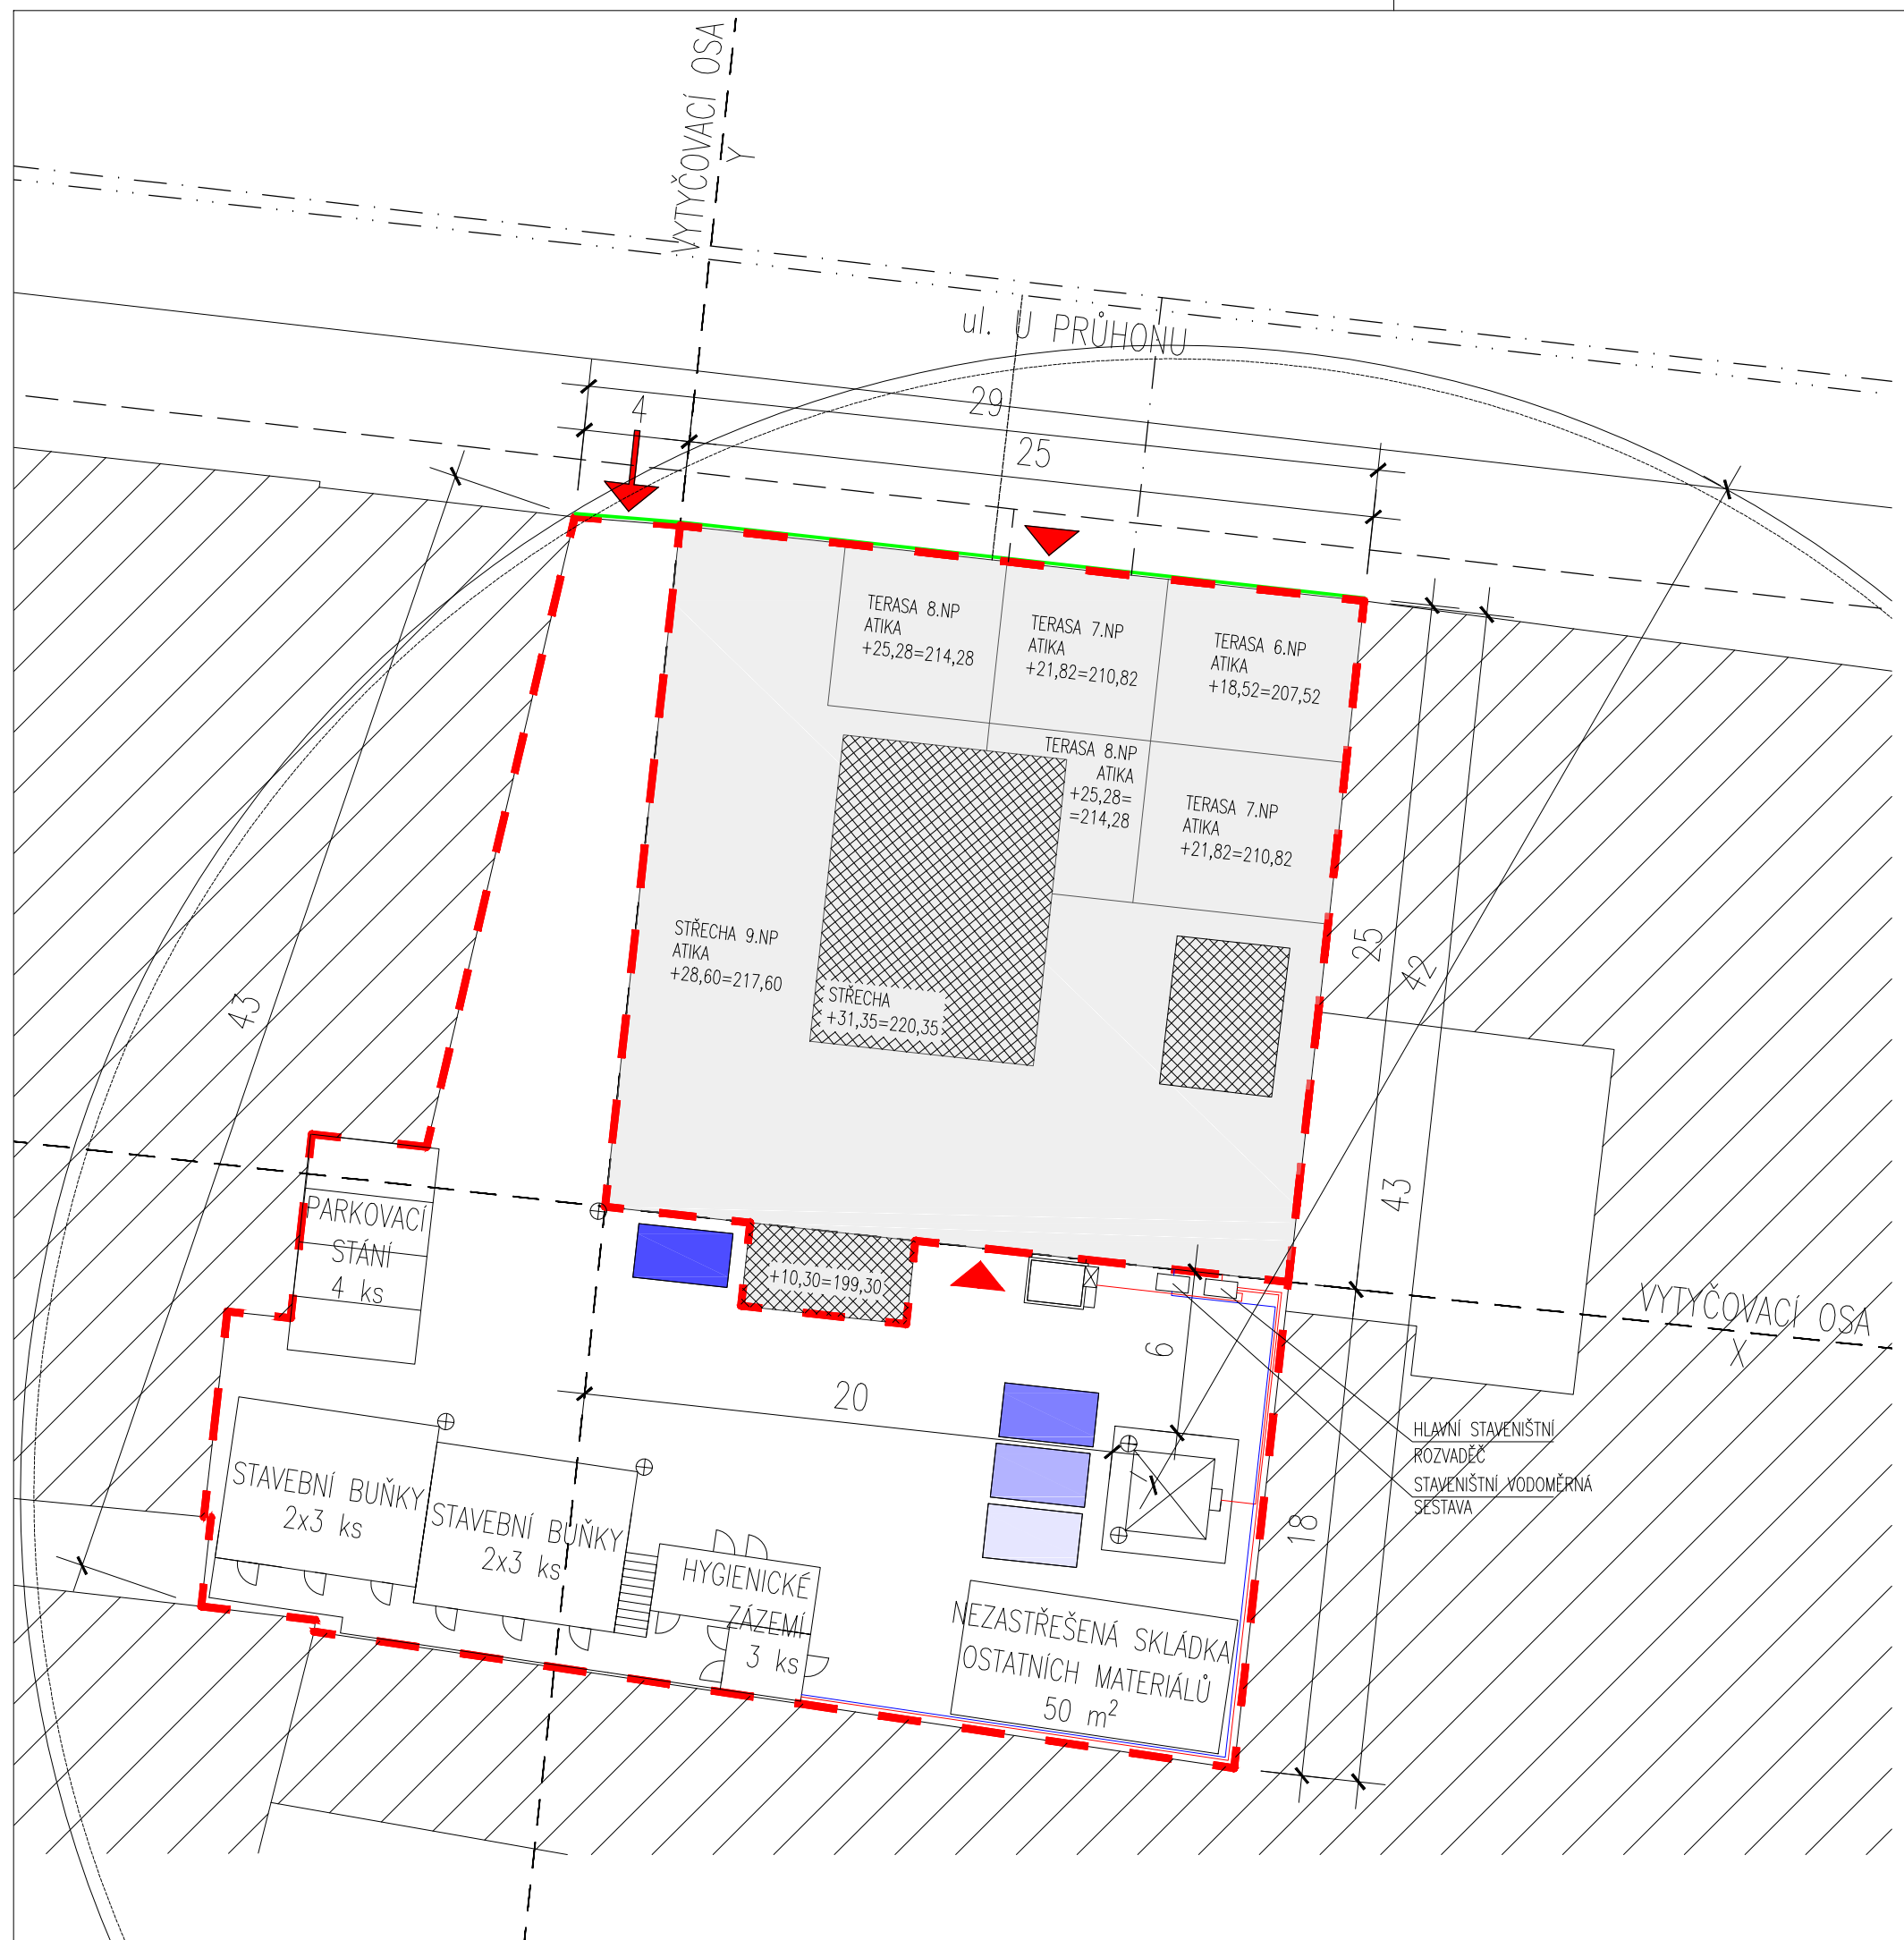 VYTYČOVACÍ OSA
Y
ul. U PRŮHONU
29
4
25
TERASA 8.NP
ATIKA
+25,28=214,28
TERASA 7.NP
ATIKA
+21,82=210,82
TERASA 6.NP
ATIKA
+18,52=207,52
TERASA 8.NP
ATIKA
+25,28=
=214,28
TERASA 7.NP
ATIKA
+21,82=210,82
STŘECHA 9.NP
ATIKA
+28,60=217,60
STŘECHA
+31,35=220,35
43
25
42
43
PARKOVACÍ
STÁNÍ
4 ks
+10,30=199,30
VYTYČOVACÍ OSA
X
6
20
HLAVNÍ STAVENIŠTNÍ
ROZVADĚČ
STAVENIŠTNÍ VODOMĚRNÁ
SESTAVA
18
STAVEBNÍ BUŇKY
2x3 ks
STAVEBNÍ BUŇKY
2x3 ks
HYGIENICKÉ
ZÁZEMÍ
3 ks
NEZASTŘEŠENÁ SKLÁDKA
OSTATNÍCH MATERIÁLŮ
50 m²